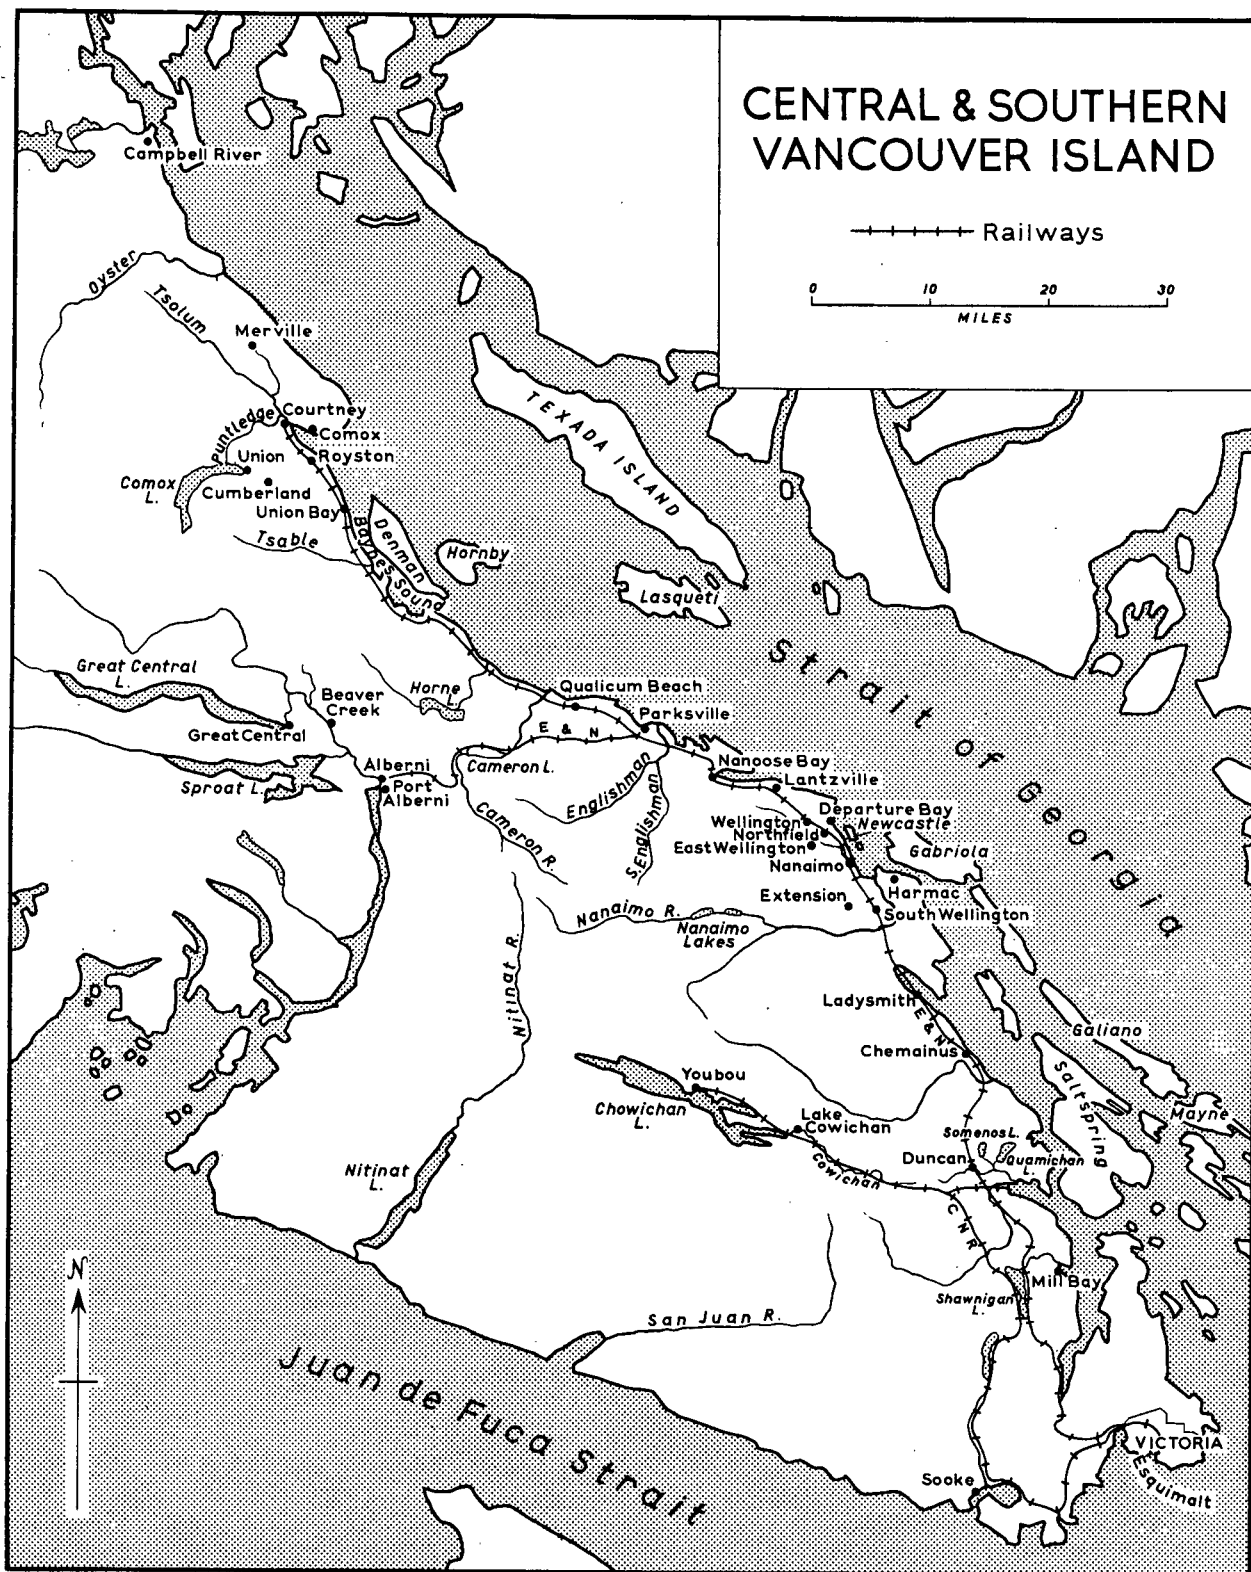 CENTRAL & SOUTHERN
VANCOUVER ISLAND
Railways
0 10 20 30
MILES
Campbell River
Oyster
Tsolum
Merville
Puntledge
Courtney
Comox
Royston
Union
Comox
L.
Cumberland
Union Bay
Tsable
Baynes Sound
Denman
Hornby
TEXADA ISLAND
Lasqueti
Strait of Georgia
Great Central
L.
Great Central
Beaver
Creek
Horne
L.
Qualicum Beach
Parksville
E & N
Cameron L.
Alberni
Port
Alberni
Sproat L.
Cameron R.
Englishman
S. Englishman
Nanoose Bay
Lantzville
Departure Bay
Wellington
Newcastle
Northfield
East Wellington
Gabriola
Nanaimo
Harmac
Extension
South Wellington
Nanaimo R.
Nanaimo
Lakes
Nitinat R.
Ladysmith
E & N
Chemainus
Galiano
Saltspring
Mayne
Youbou
Chowichan
L.
Lake
Cowichan
Cowichan
Somenos L.
Duncan
Quamichan
L.
Nitinat
L.
CNR
Mill Bay
Shawnigan
L.
San Juan R.
N
Juan de Fuca Strait
Sooke
VICTORIA
Esquimalt